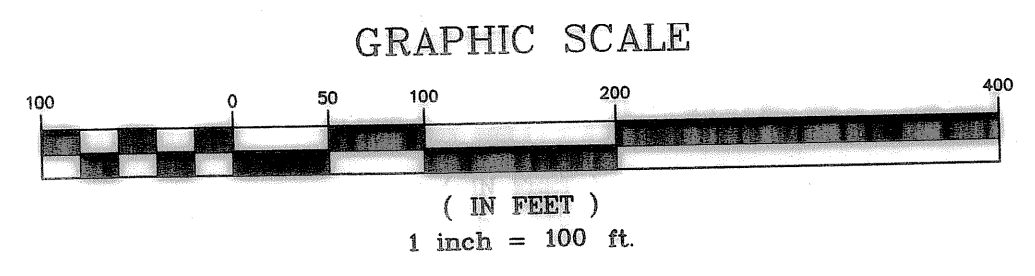 GRAPHIC SCALE
100 0 50 100 200 400
( IN FEET )
1 inch = 100 ft.